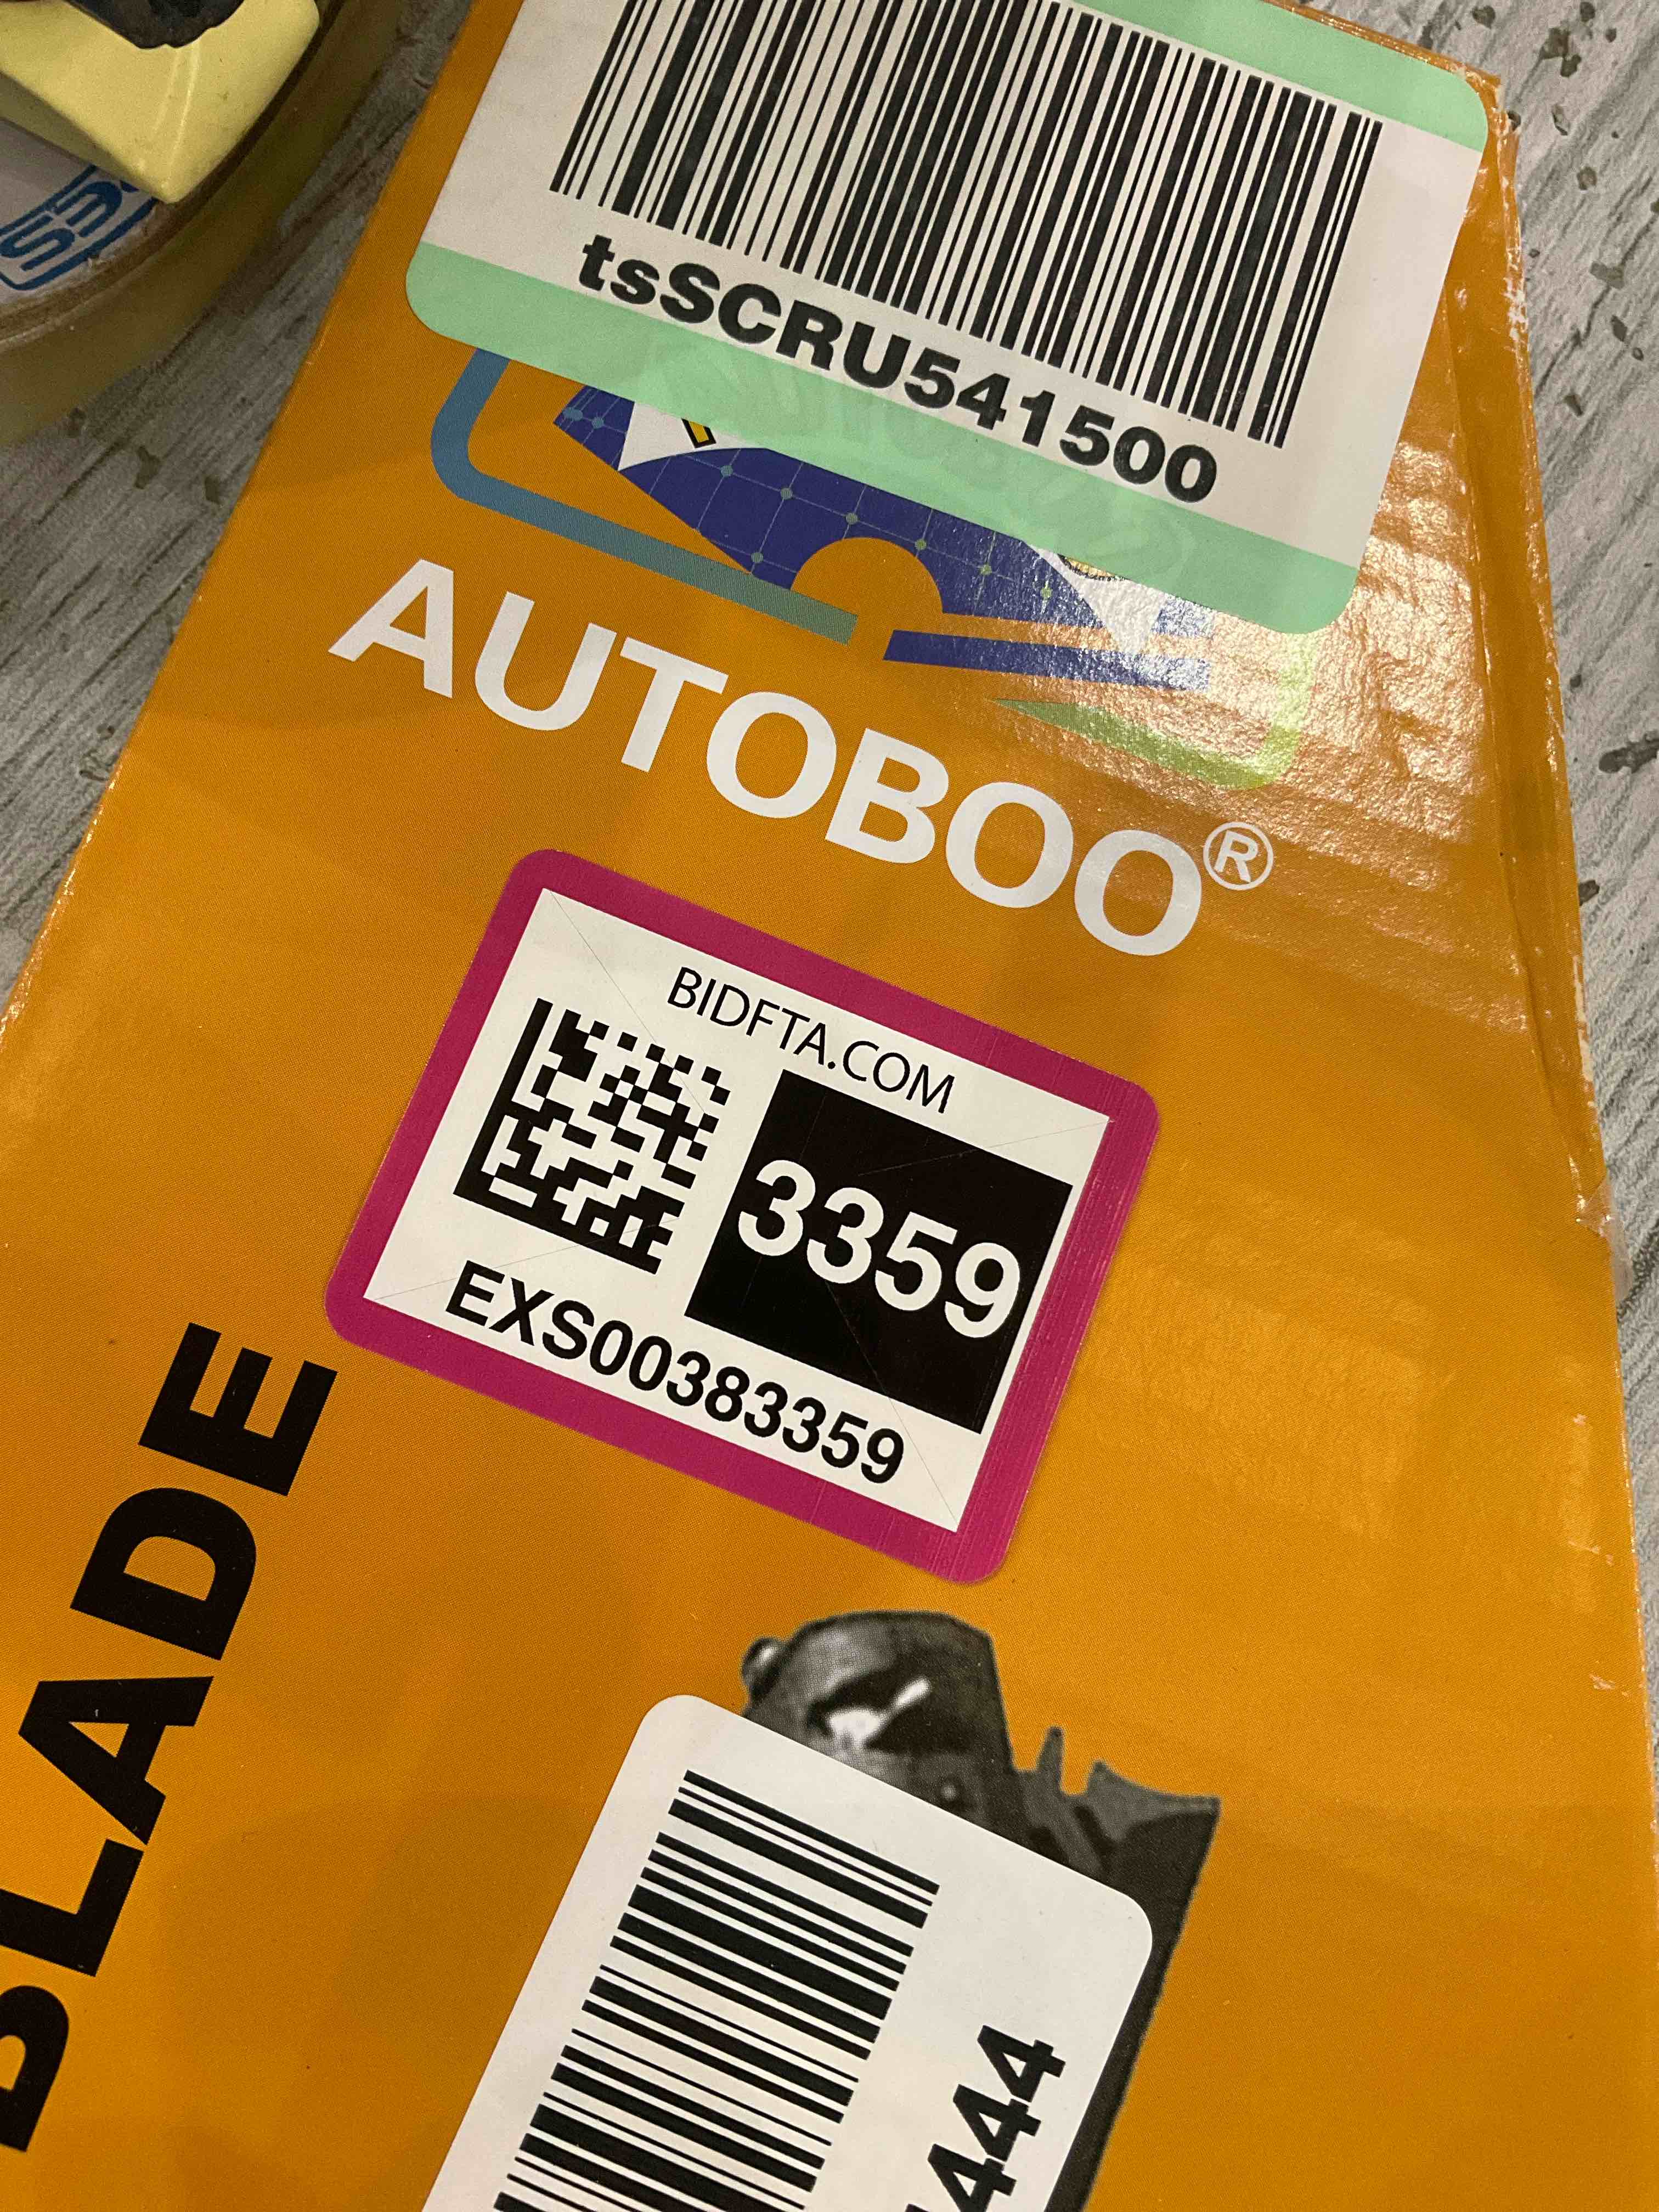 tsSCRU541500
AUTOBOO®
BIDFTA.COM
3359
EXS00383359
BLADE
444